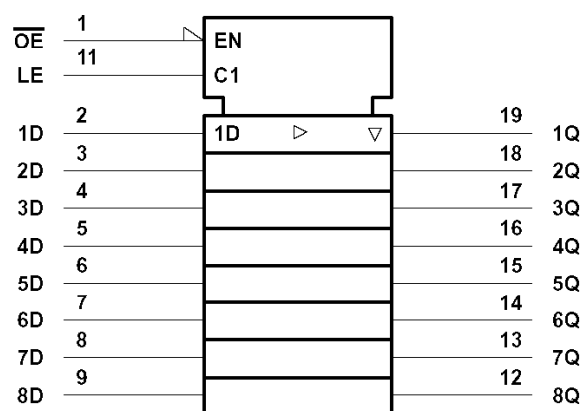 1
O̅E̅ EN
11
LE C1
2 19
1D 1D 1Q
3 18
2D 2Q
4 17
3D 3Q
5 16
4D 4Q
6 15
5D 5Q
7 14
6D 6Q
8 13
7D 7Q
9 12
8D 8Q